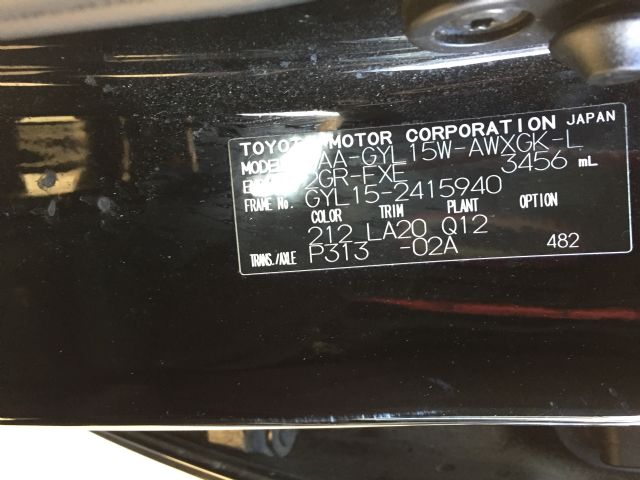 TOYOTA MOTOR CORPORATION JAPAN
MODEL AA-GYL15W-AWXGK-L
2GR-FXE 3456 mL
FRAME No. GYL15-2415940
COLOR TRIM PLANT OPTION
212 LA20 Q12
TRANS./AXLE P313 -02A 482